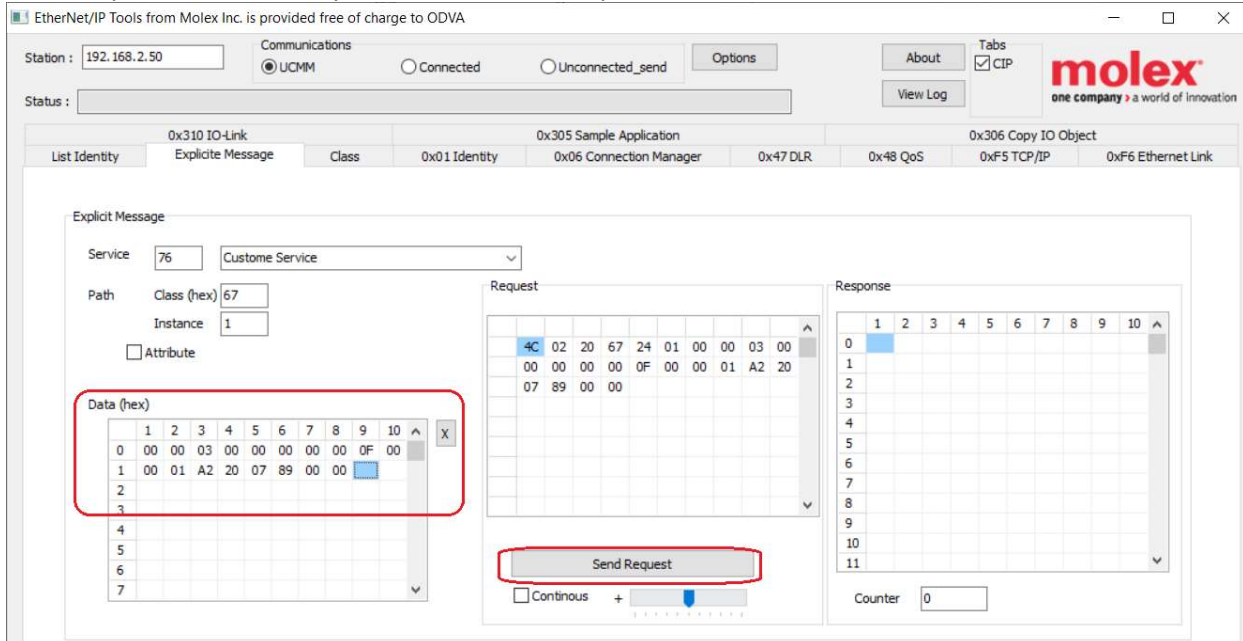 EtherNet/IP Tools from Molex Inc. is provided free of charge to ODVA
Station : 192.168.2.50
Communications
UCMM Connected Unconnected_send
Options
About
View Log
Tabs
CIP
molex
one company > a world of innovation
Status :
0x310 IO-Link 0x305 Sample Application 0x306 Copy IO Object
List Identity Explicite Message Class 0x01 Identity 0x06 Connection Manager 0x47 DLR 0x48 QoS 0xF5 TCP/IP 0xF6 Ethernet Link
Explicit Message
Service 76 Custome Service
Path Class (hex) 67
Instance 1
Attribute
Data (hex)
X
1 2 3 4 5 6 7 8 9 10
0 00 00 03 00 00 00 00 00 0F 00
1 00 01 A2 20 07 89 00 00
2
3
4
5
6
7
Request
4C 02 20 67 24 01 00 00 03 00
00 00 00 00 0F 00 00 01 A2 20
07 89 00 00
Send Request
Continous +
Response
1 2 3 4 5 6 7 8 9 10
0
1
2
3
4
5
6
7
8
9
10
11
Counter 0